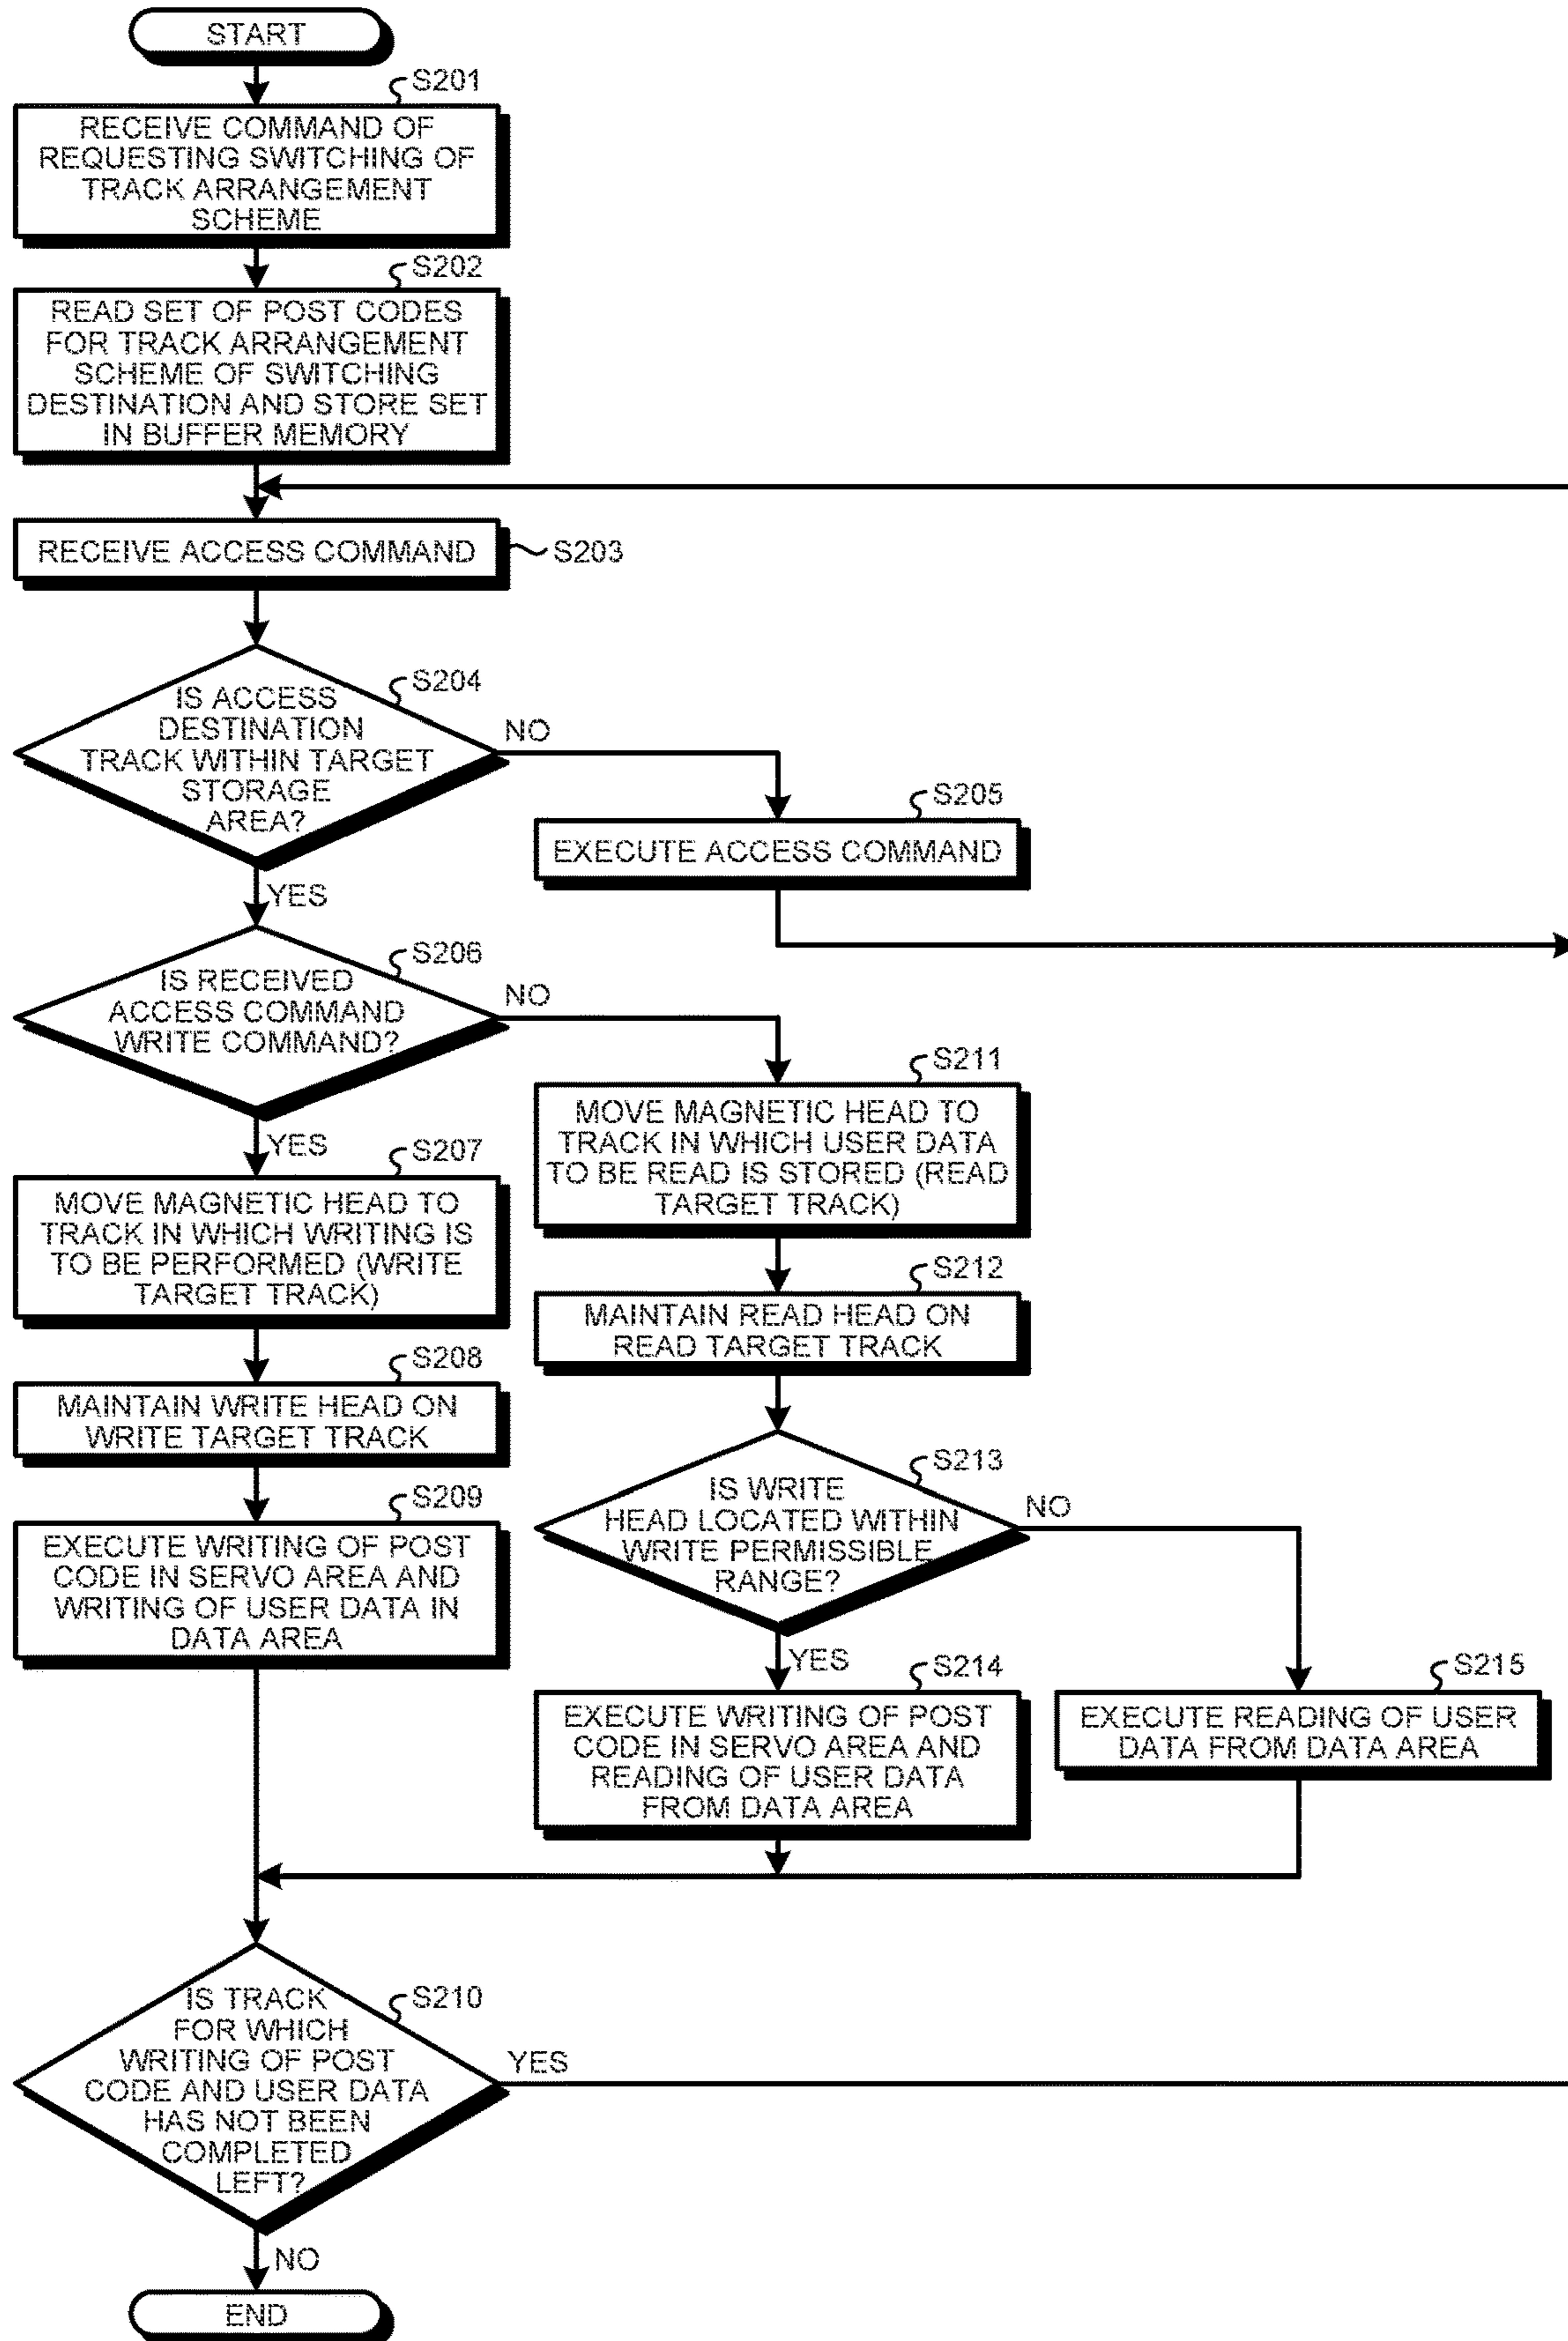 START
S201
RECEIVE COMMAND OF
REQUESTING SWITCHING OF
TRACK ARRANGEMENT
SCHEME
S202
READ SET OF POST CODES
FOR TRACK ARRANGEMENT
SCHEME OF SWITCHING
DESTINATION AND STORE SET
IN BUFFER MEMORY
RECEIVE ACCESS COMMAND
S203
S204
IS ACCESS
DESTINATION
TRACK WITHIN TARGET
STORAGE
AREA?
NO
YES
S205
EXECUTE ACCESS COMMAND
S206
IS RECEIVED
ACCESS COMMAND
WRITE COMMAND?
NO
YES
S207
MOVE MAGNETIC HEAD TO
TRACK IN WHICH WRITING IS
TO BE PERFORMED (WRITE
TARGET TRACK)
S208
MAINTAIN WRITE HEAD ON
WRITE TARGET TRACK
S209
EXECUTE WRITING OF POST
CODE IN SERVO AREA AND
WRITING OF USER DATA IN
DATA AREA
S211
MOVE MAGNETIC HEAD TO
TRACK IN WHICH USER DATA
TO BE READ IS STORED (READ
TARGET TRACK)
S212
MAINTAIN READ HEAD ON
READ TARGET TRACK
S213
IS WRITE
HEAD LOCATED WITHIN
WRITE PERMISSIBLE
RANGE?
NO
YES
S214
EXECUTE WRITING OF POST
CODE IN SERVO AREA AND
READING OF USER DATA
FROM DATA AREA
S215
EXECUTE READING OF USER
DATA FROM DATA AREA
S210
IS TRACK
FOR WHICH
WRITING OF POST
CODE AND USER DATA
HAS NOT BEEN
COMPLETED
LEFT?
YES
NO
END